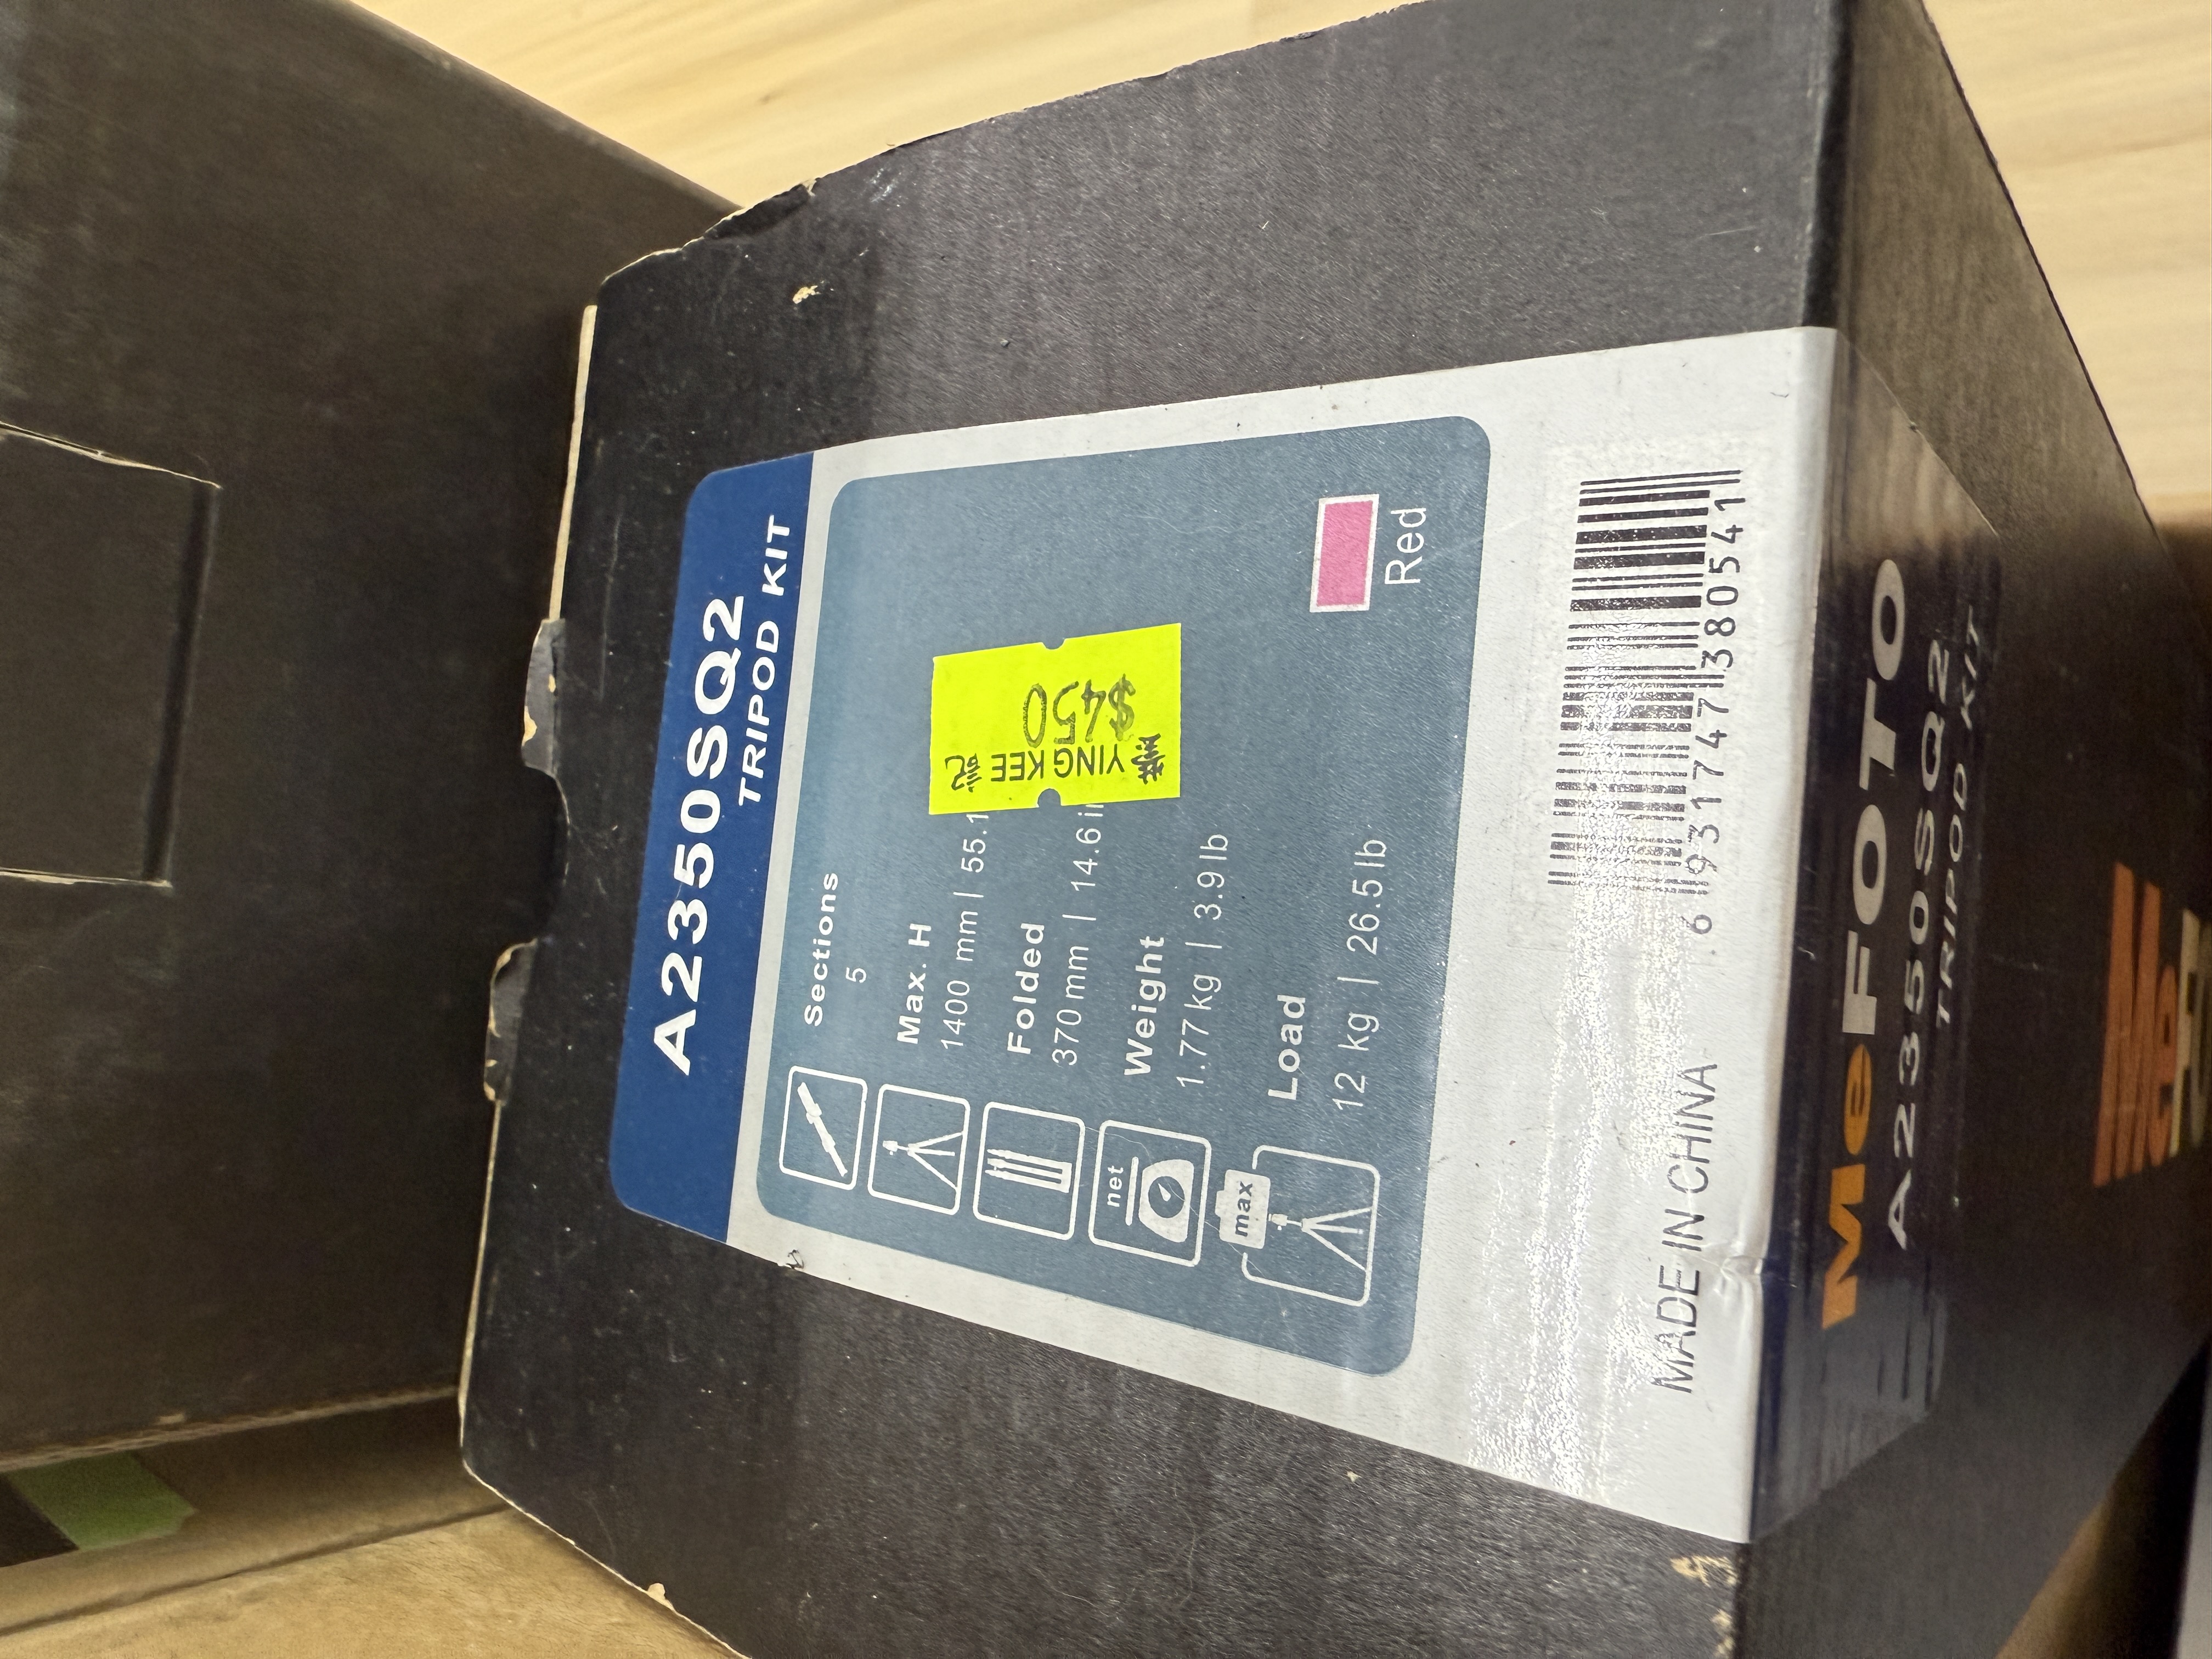 A2350SQ2
TRIPOD KIT
Sections
5
Max. H
1400 mm | 55.1
Folded
370 mm | 14.6 i
net
Weight
1.77 kg | 3.9 lb
max
Load
12 kg | 26.5 lb
Red
YING KEE
$450
MADE IN CHINA
6 931747 380541
MeFOTO
A2350SQ2
TRIPOD KIT
MeF